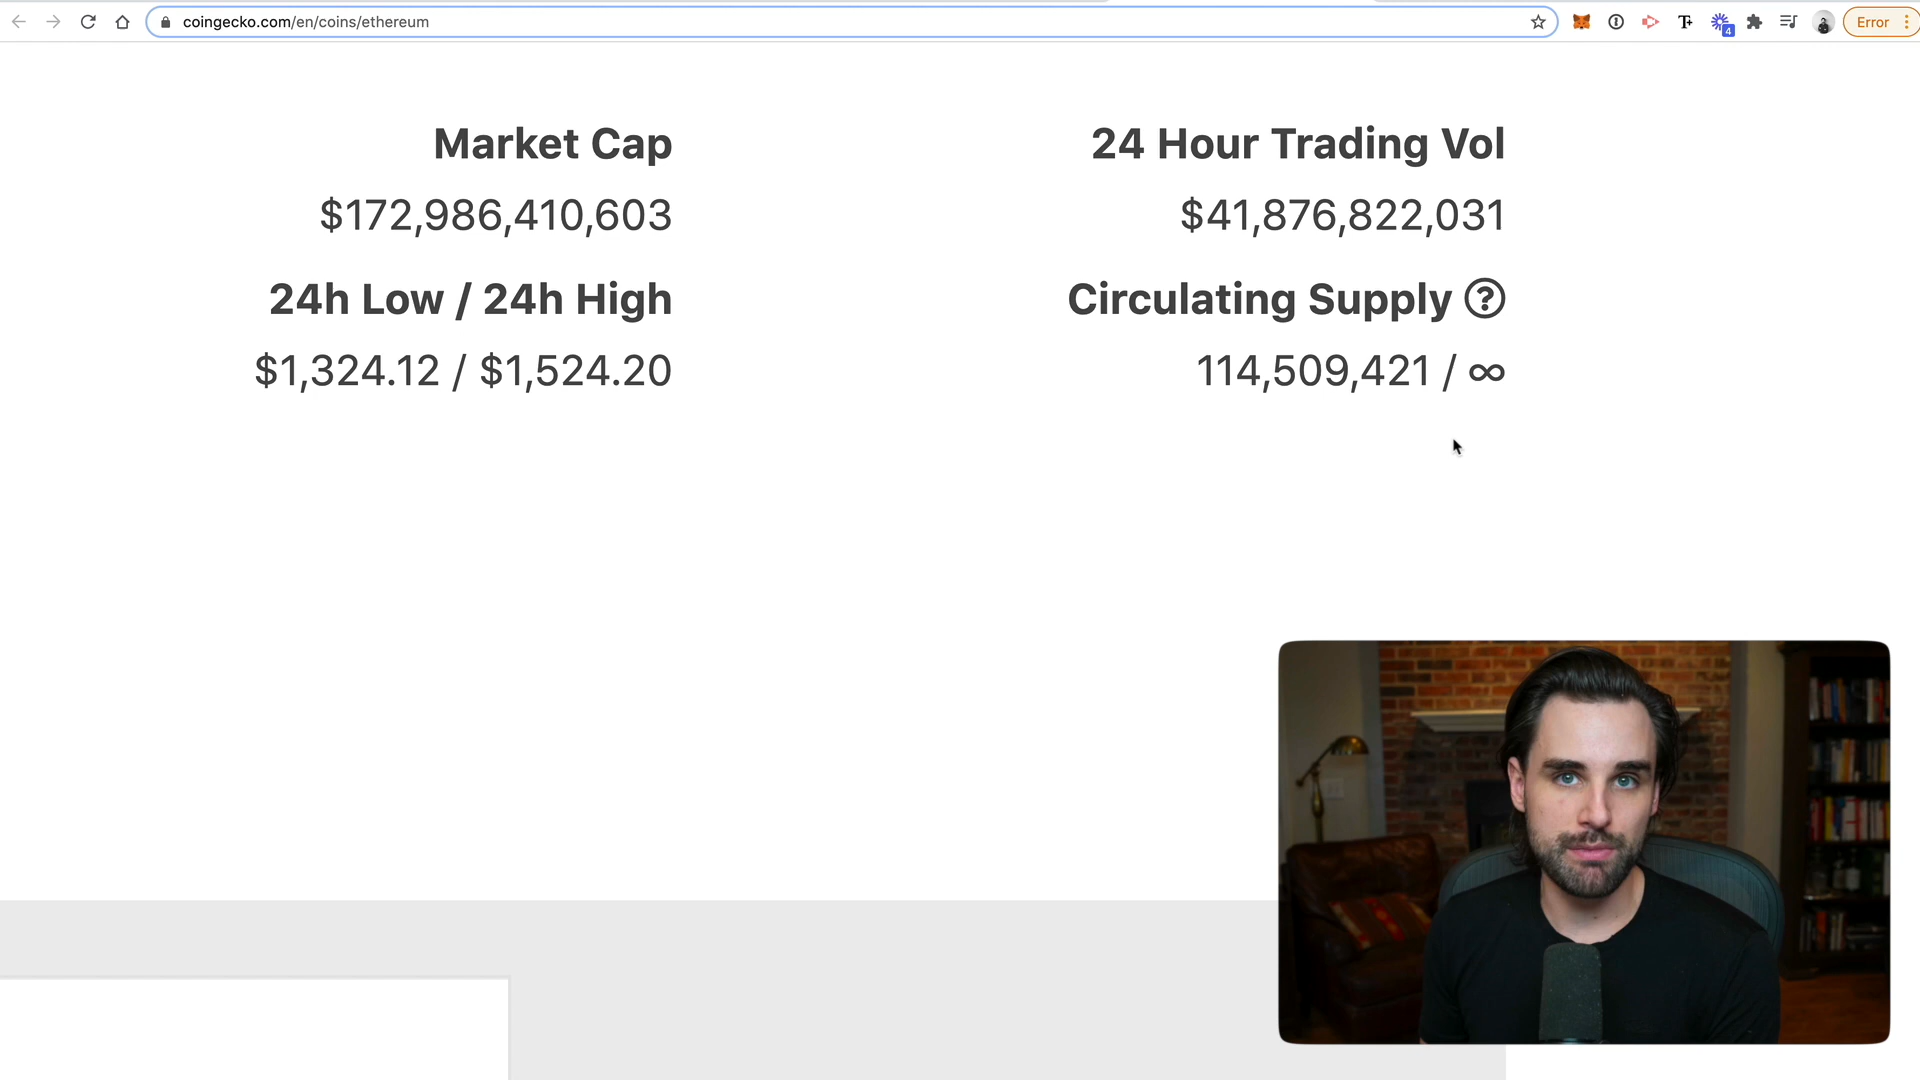 coingecko.com/en/coins/ethereum
T+
4
Error
Market Cap
$172,986,410,603
24 Hour Trading Vol
$41,876,822,031
24h Low / 24h High
$1,324.12 / $1,524.20
Circulating Supply ?
114,509,421 / ∞